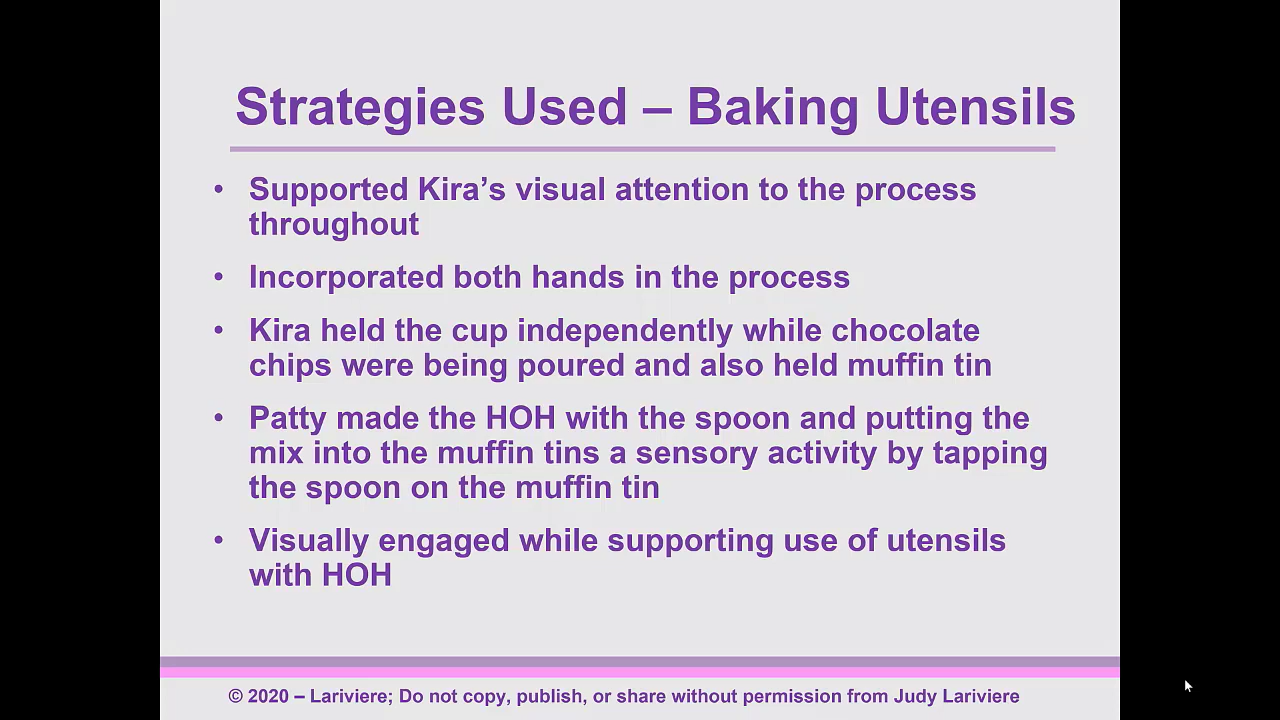 Strategies Used – Baking Utensils
• Supported Kira’s visual attention to the process
throughout
• Incorporated both hands in the process
• Kira held the cup independently while chocolate
chips were being poured and also held muffin tin
• Patty made the HOH with the spoon and putting the
mix into the muffin tins a sensory activity by tapping
the spoon on the muffin tin
• Visually engaged while supporting use of utensils
with HOH
© 2020 – Lariviere; Do not copy, publish, or share without permission from Judy Lariviere